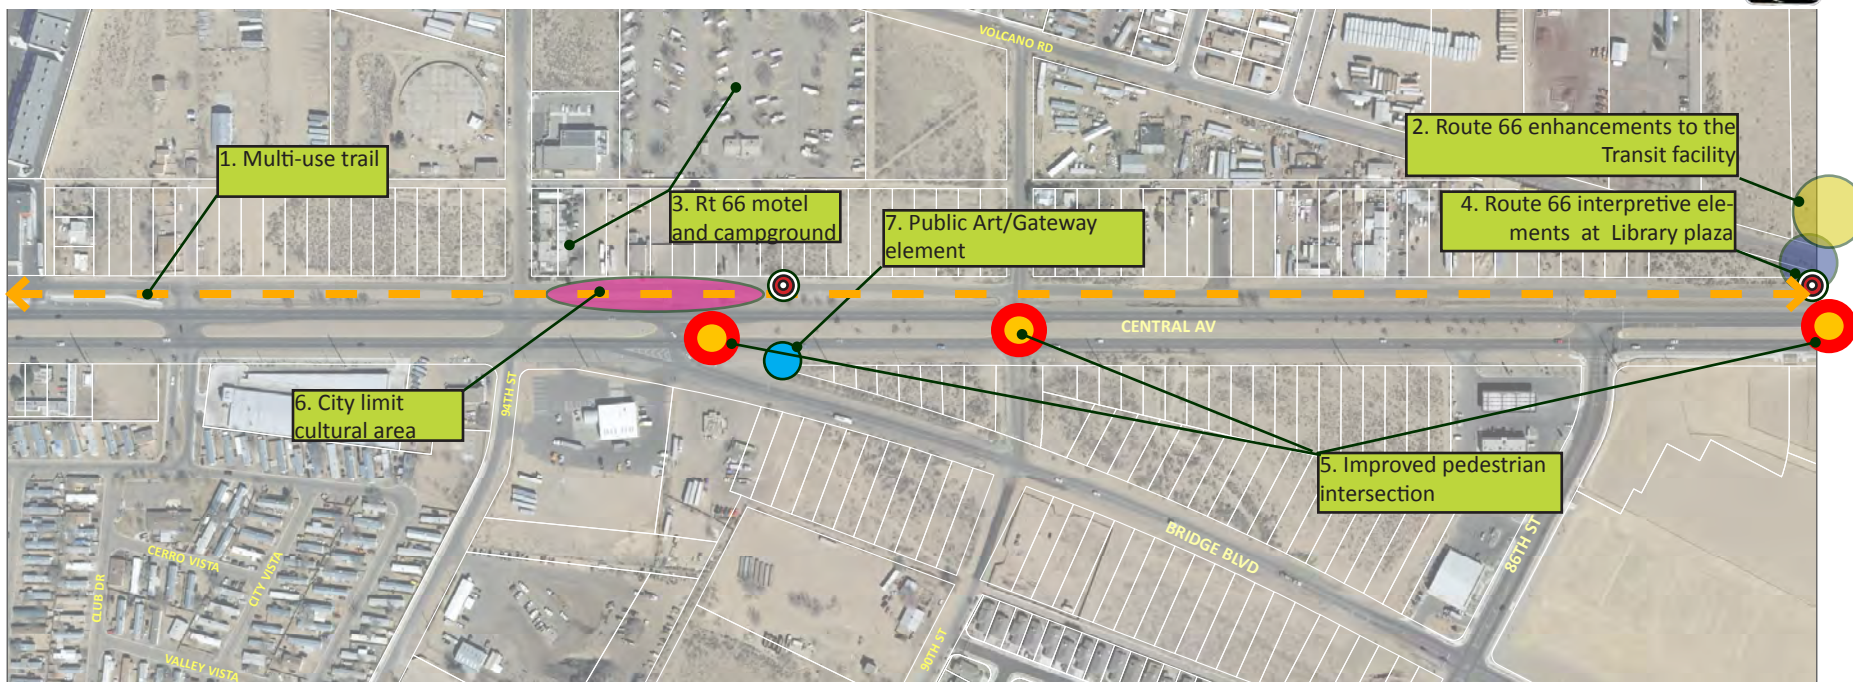 VOLCANO RD
2. Route 66 enhancements to the
Transit facility
1. Multi-use trail
3. Rt 66 motel
and campground
7. Public Art/Gateway
element
4. Route 66 interpretive ele-
ments at Library plaza
CENTRAL AV
94TH ST
6. City limit
cultural area
5. Improved pedestrian
intersection
BRIDGE BLVD
86TH ST
CERRO VISTA
CITY VISTA
CLUB DR
VALLEY VISTA
90TH ST